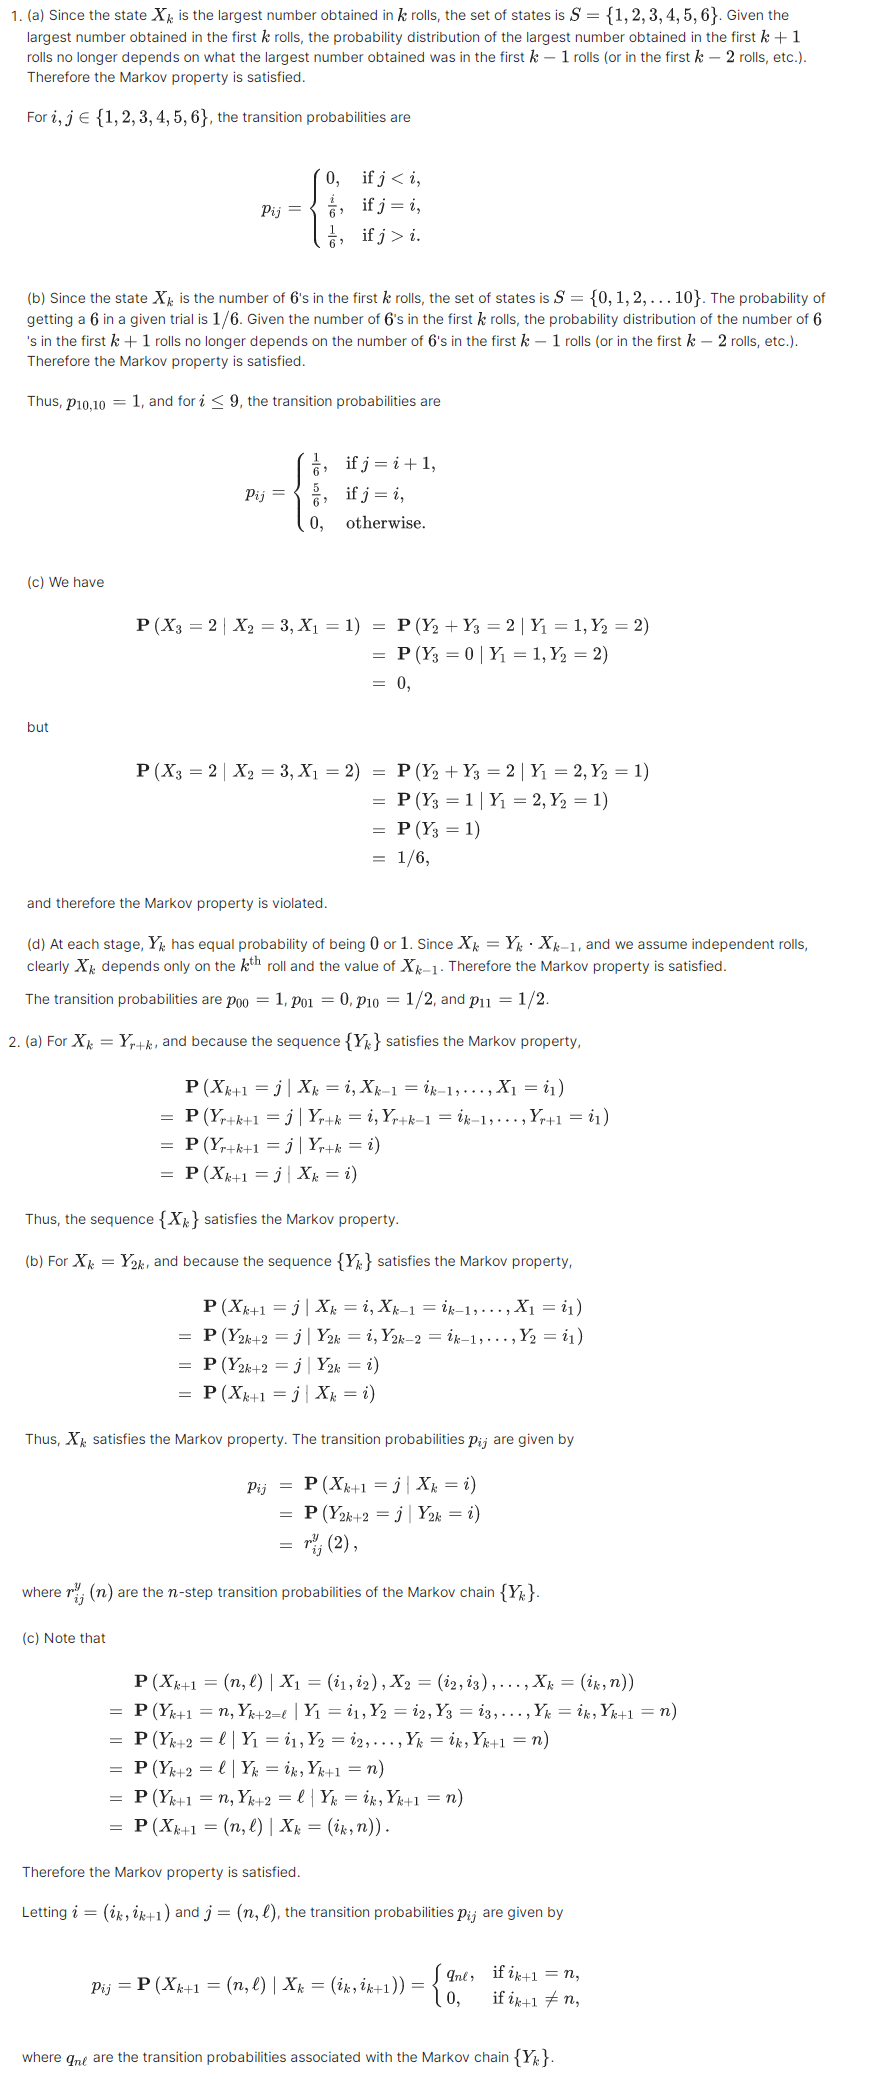 1. (a) Since the state $X_k$ is the largest number obtained in $k$ rolls, the set of states is $S = \{1, 2, 3, 4, 5, 6\}$. Given the
largest number obtained in the first $k$ rolls, the probability distribution of the largest number obtained in the first $k + 1$
rolls no longer depends on what the largest number obtained was in the first $k - 1$ rolls (or in the first $k - 2$ rolls, etc.).
Therefore the Markov property is satisfied.
For $i, j \in \{1, 2, 3, 4, 5, 6\}$, the transition probabilities are
$p_{ij} = \begin{cases} 0, & \text{if } j < i, \\ \frac{i}{6}, & \text{if } j = i, \\ \frac{1}{6}, & \text{if } j > i. \end{cases}$
(b) Since the state $X_k$ is the number of 6's in the first $k$ rolls, the set of states is $S = \{0, 1, 2, \ldots 10\}$. The probability of
getting a 6 in a given trial is $1/6$. Given the number of 6's in the first $k$ rolls, the probability distribution of the number of 6
's in the first $k + 1$ rolls no longer depends on the number of 6's in the first $k - 1$ rolls (or in the first $k - 2$ rolls, etc.).
Therefore the Markov property is satisfied.
Thus, $p_{10,10} = 1$, and for $i \leq 9$, the transition probabilities are
$p_{ij} = \begin{cases} \frac{1}{6}, & \text{if } j = i + 1, \\ \frac{5}{6}, & \text{if } j = i, \\ 0, & \text{otherwise.} \end{cases}$
(c) We have
$\mathbf{P}(X_3 = 2 \mid X_2 = 3, X_1 = 1) = \mathbf{P}(Y_2 + Y_3 = 2 \mid Y_1 = 1, Y_2 = 2)$
$= \mathbf{P}(Y_3 = 0 \mid Y_1 = 1, Y_2 = 2)$
$= 0,$
but
$\mathbf{P}(X_3 = 2 \mid X_2 = 3, X_1 = 2) = \mathbf{P}(Y_2 + Y_3 = 2 \mid Y_1 = 2, Y_2 = 1)$
$= \mathbf{P}(Y_3 = 1 \mid Y_1 = 2, Y_2 = 1)$
$= \mathbf{P}(Y_3 = 1)$
$= 1/6,$
and therefore the Markov property is violated.
(d) At each stage, $Y_k$ has equal probability of being 0 or 1. Since $X_k = Y_k \cdot X_{k-1}$, and we assume independent rolls,
clearly $X_k$ depends only on the $k^{\text{th}}$ roll and the value of $X_{k-1}$. Therefore the Markov property is satisfied.
The transition probabilities are $p_{00} = 1$, $p_{01} = 0$, $p_{10} = 1/2$, and $p_{11} = 1/2$.
2. (a) For $X_k = Y_{r+k}$, and because the sequence $\{Y_k\}$ satisfies the Markov property,
$\mathbf{P}(X_{k+1} = j \mid X_k = i, X_{k-1} = i_{k-1}, \ldots, X_1 = i_1)$
$= \mathbf{P}(Y_{r+k+1} = j \mid Y_{r+k} = i, Y_{r+k-1} = i_{k-1}, \ldots, Y_{r+1} = i_1)$
$= \mathbf{P}(Y_{r+k+1} = j \mid Y_{r+k} = i)$
$= \mathbf{P}(X_{k+1} = j \mid X_k = i)$
Thus, the sequence $\{X_k\}$ satisfies the Markov property.
(b) For $X_k = Y_{2k}$, and because the sequence $\{Y_k\}$ satisfies the Markov property,
$\mathbf{P}(X_{k+1} = j \mid X_k = i, X_{k-1} = i_{k-1}, \ldots, X_1 = i_1)$
$= \mathbf{P}(Y_{2k+2} = j \mid Y_{2k} = i, Y_{2k-2} = i_{k-1}, \ldots, Y_2 = i_1)$
$= \mathbf{P}(Y_{2k+2} = j \mid Y_{2k} = i)$
$= \mathbf{P}(X_{k+1} = j \mid X_k = i)$
Thus, $X_k$ satisfies the Markov property. The transition probabilities $p_{ij}$ are given by
$p_{ij} = \mathbf{P}(X_{k+1} = j \mid X_k = i)$
$= \mathbf{P}(Y_{2k+2} = j \mid Y_{2k} = i)$
$= r_{ij}^{y}(2),$
where $r_{ij}^{y}(n)$ are the $n$-step transition probabilities of the Markov chain $\{Y_k\}$.
(c) Note that
$\mathbf{P}(X_{k+1} = (n, \ell) \mid X_1 = (i_1, i_2), X_2 = (i_2, i_3), \ldots, X_k = (i_k, n))$
$= \mathbf{P}(Y_{k+1} = n, Y_{k+2=\ell} \mid Y_1 = i_1, Y_2 = i_2, Y_3 = i_3, \ldots, Y_k = i_k, Y_{k+1} = n)$
$= \mathbf{P}(Y_{k+2} = \ell \mid Y_1 = i_1, Y_2 = i_2, \ldots, Y_k = i_k, Y_{k+1} = n)$
$= \mathbf{P}(Y_{k+2} = \ell \mid Y_k = i_k, Y_{k+1} = n)$
$= \mathbf{P}(Y_{k+1} = n, Y_{k+2} = \ell \mid Y_k = i_k, Y_{k+1} = n)$
$= \mathbf{P}(X_{k+1} = (n, \ell) \mid X_k = (i_k, n)).$
Therefore the Markov property is satisfied.
Letting $i = (i_k, i_{k+1})$ and $j = (n, \ell)$, the transition probabilities $p_{ij}$ are given by
$p_{ij} = \mathbf{P}(X_{k+1} = (n, \ell) \mid X_k = (i_k, i_{k+1})) = \begin{cases} q_{n\ell}, & \text{if } i_{k+1} = n, \\ 0, & \text{if } i_{k+1} \neq n, \end{cases}$
where $q_{n\ell}$ are the transition probabilities associated with the Markov chain $\{Y_k\}$.